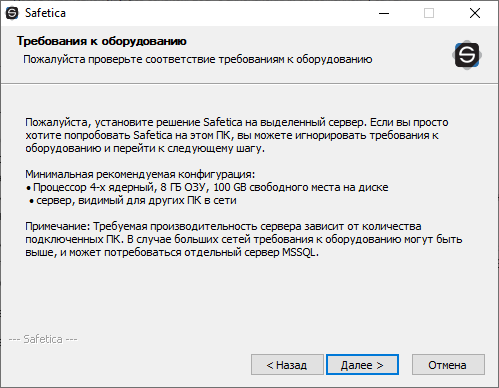 Safetica
Требования к оборудованию
Пожалуйста проверьте соответствие требованиям к оборудованию
Пожалуйста, установите решение Safetica на выделенный сервер. Если вы просто
хотите попробовать Safetica на этом ПК, вы можете игнорировать требования к
оборудованию и перейти к следующему шагу.
Минимальная рекомендуемая конфигурация:
• Процессор 4-х ядерный, 8 ГБ ОЗУ, 100 GB свободного места на диске
• сервер, видимый для других ПК в сети
Примечание: Требуемая производительность сервера зависит от количества
подключенных ПК. В случае больших сетей требования к оборудованию могут быть
выше, и может потребоваться отдельный сервер MSSQL.
--- Safetica ---
< Назад
Далее >
Отмена